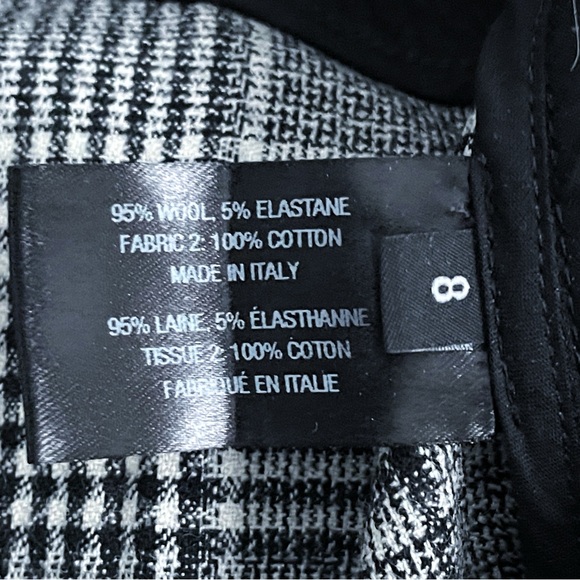 95% WOOL, 5% ELASTANE
FABRIC 2: 100% COTTON
MADE IN ITALY
95% LAINE, 5% ÉLASTHANNE
TISSUE 2: 100% COTON
FABRIQUÉ EN ITALIE
8